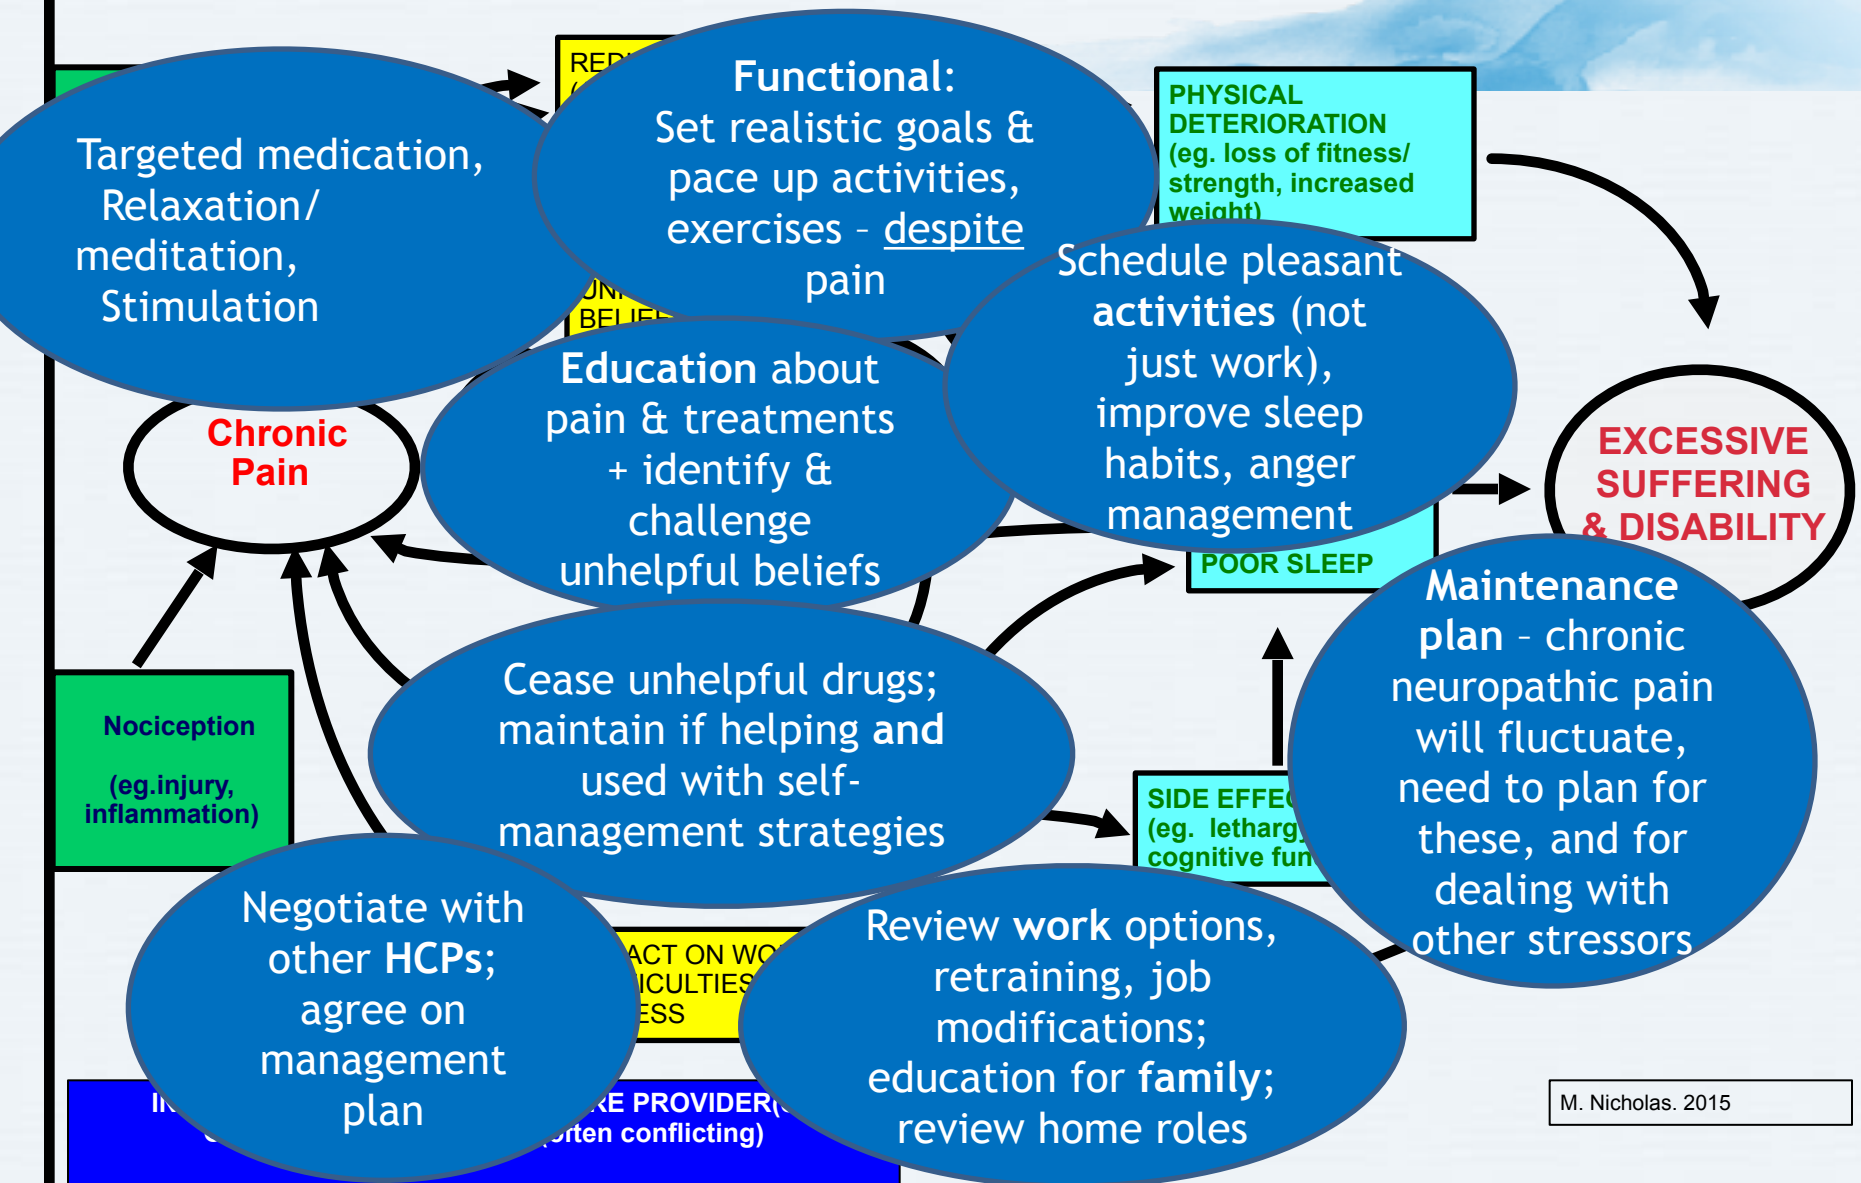 Targeted medication,
Relaxation/
meditation,
Stimulation
Functional:
Set realistic goals &
pace up activities,
exercises – despite
pain
PHYSICAL
DETERIORATION
(eg. loss of fitness/
strength, increased
weight)
Schedule pleasant
activities (not
just work),
improve sleep
habits, anger
management
Education about
pain & treatments
+ identify &
challenge
unhelpful beliefs
Chronic
Pain
EXCESSIVE
SUFFERING
& DISABILITY
POOR SLEEP
Maintenance
plan – chronic
neuropathic pain
will fluctuate,
need to plan for
these, and for
dealing with
other stressors
Cease unhelpful drugs;
maintain if helping and
used with self-
management strategies
Nociception
(eg.injury,
inflammation)
SIDE
(eg. lethargy
cognitive
Negotiate with
other HCPs;
agree on
management
plan
ON
Review work options,
retraining, job
modifications;
education for family;
review home roles
PROVIDER
(often conflicting)
M. Nicholas. 2015